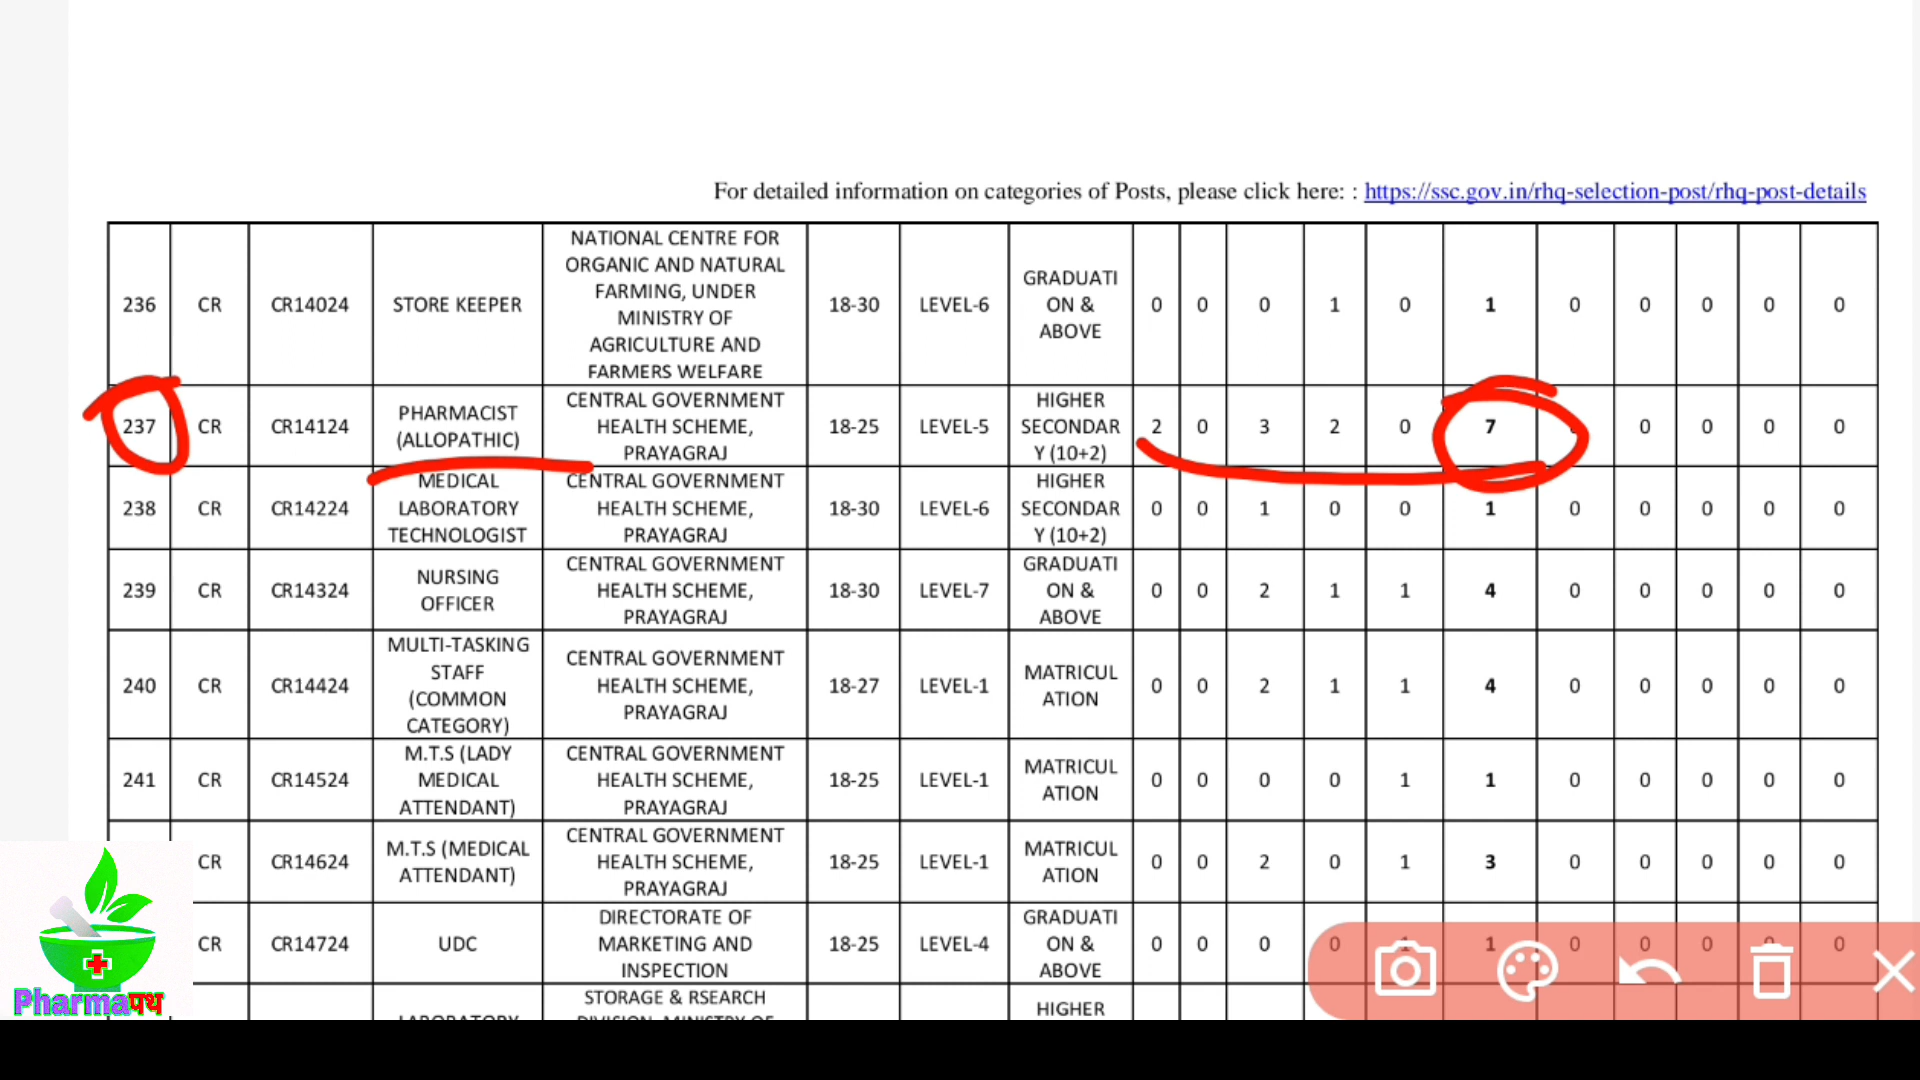 For detailed information on categories of Posts, please click here: : https://ssc.gov.in/rhq-selection-post/rhq-post-details
236 CR CR14024 STORE KEEPER NATIONAL CENTRE FOR ORGANIC AND NATURAL FARMING, UNDER MINISTRY OF AGRICULTURE AND FARMERS WELFARE 18-30 LEVEL-6 GRADUATION & ABOVE 0 0 0 1 0 1 0 0 0 0 0
237 CR CR14124 PHARMACIST (ALLOPATHIC) CENTRAL GOVERNMENT HEALTH SCHEME, PRAYAGRAJ 18-25 LEVEL-5 HIGHER SECONDARY (10+2) 2 0 3 2 0 7 0 0 0 0
238 CR CR14224 MEDICAL LABORATORY TECHNOLOGIST CENTRAL GOVERNMENT HEALTH SCHEME, PRAYAGRAJ 18-30 LEVEL-6 HIGHER SECONDARY (10+2) 0 0 1 0 0 1 0 0 0 0 0
239 CR CR14324 NURSING OFFICER CENTRAL GOVERNMENT HEALTH SCHEME, PRAYAGRAJ 18-30 LEVEL-7 GRADUATION & ABOVE 0 0 2 1 1 4 0 0 0 0 0
240 CR CR14424 MULTI-TASKING STAFF (COMMON CATEGORY) CENTRAL GOVERNMENT HEALTH SCHEME, PRAYAGRAJ 18-27 LEVEL-1 MATRICULATION 0 0 2 1 1 4 0 0 0 0 0
241 CR CR14524 M.T.S (LADY MEDICAL ATTENDANT) CENTRAL GOVERNMENT HEALTH SCHEME, PRAYAGRAJ 18-25 LEVEL-1 MATRICULATION 0 0 0 0 1 1 0 0 0 0 0
CR CR14624 M.T.S (MEDICAL ATTENDANT) CENTRAL GOVERNMENT HEALTH SCHEME, PRAYAGRAJ 18-25 LEVEL-1 MATRICULATION 0 0 2 0 1 3 0 0 0 0 0
CR CR14724 UDC DIRECTORATE OF MARKETING AND INSPECTION 18-25 LEVEL-4 GRADUATION & ABOVE 0 0 0 0 1 1 0 0 0 0 0
STORAGE & RSEARCH HIGHER
Pharmaपथ